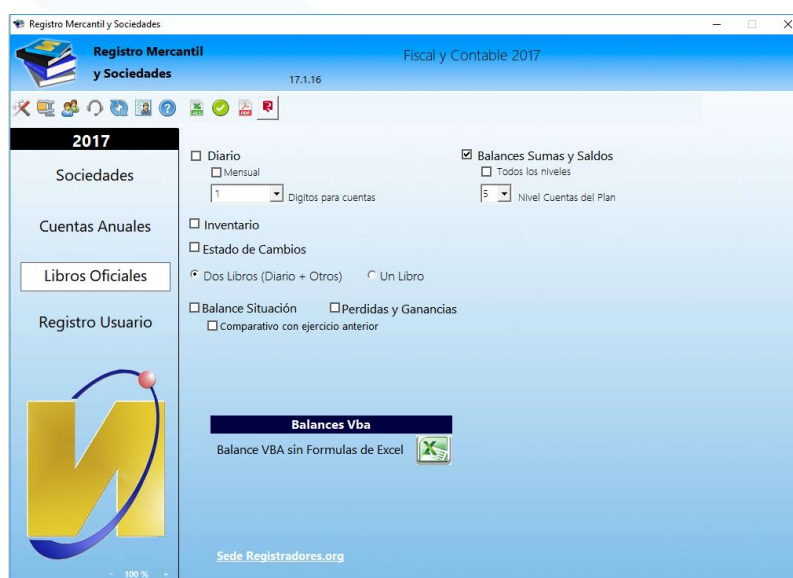 Registro Mercantil y Sociedades
Registro Mercantil
y Sociedades
Fiscal y Contable 2017
17.1.16
2017
Sociedades
Cuentas Anuales
Libros Oficiales
Registro Usuario
Diario
Mensual
1 Digitos para cuentas
Balances Sumas y Saldos
Todos los niveles
5 Nivel Cuentas del Plan
Inventario
Estado de Cambios
Dos Libros (Diario + Otros) Un Libro
Balance Situación Perdidas y Ganancias
Comparativo con ejercicio anterior
Balances Vba
Balance VBA sin Formulas de Excel
Sede Registradores.org
- 100 % +